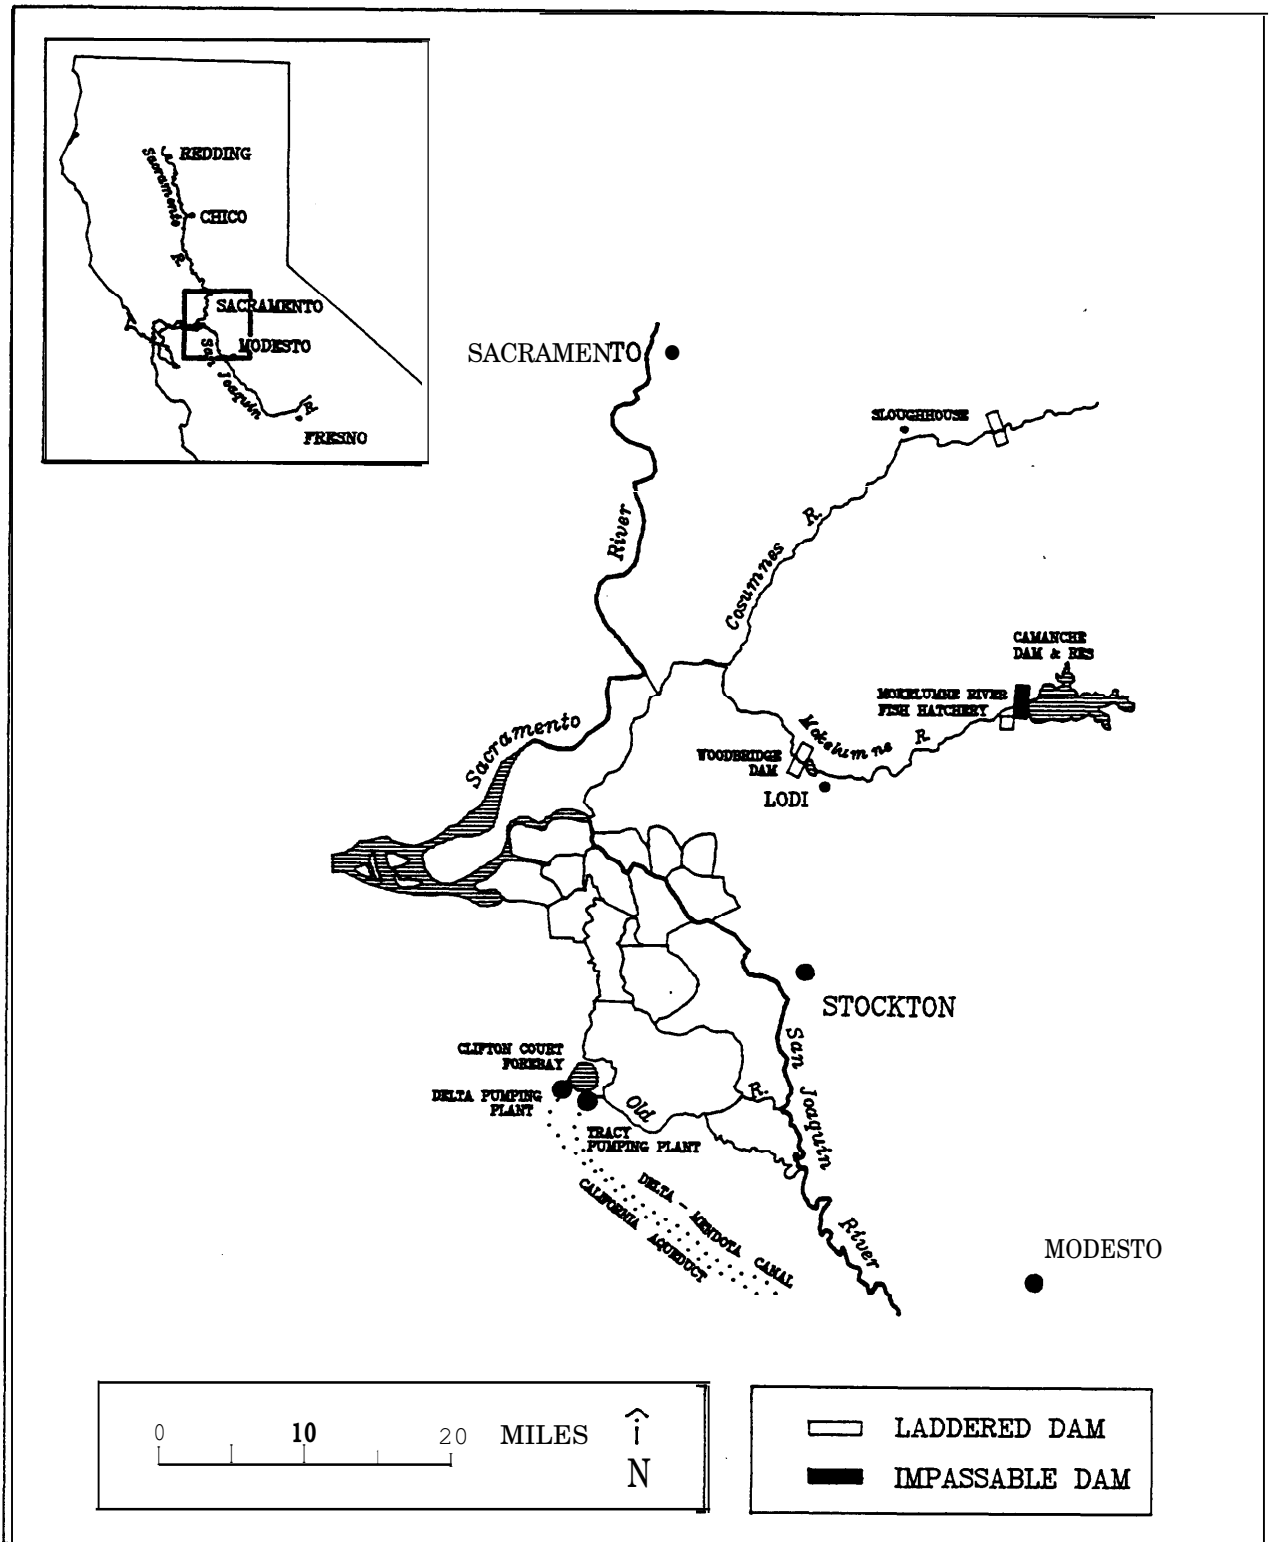 REDDING
Sacramento
CHICO
R.
SACRAMENTO
MODESTO
San Joaquin
R.
FRESNO
SACRAMENTO
SLOUGHHOUSE
River
Cosumnes R.
CAMANCHE
DAM & RES
MOKELUMNE RIVER
FISH HATCHERY
Mokelumne R
Sacramento
WOODBRIDGE
DAM
LODI
STOCKTON
CLIFTON COURT
FOREBAY
DELTA PUMPING
PLANT
Old R.
TRACY
PUMPING PLANT
San Joaquin River
DELTA - MENDOTA CANAL
CALIFORNIA AQUEDUCT
MODESTO
0 10 20 MILES
N
LADDERED DAM
IMPASSABLE DAM